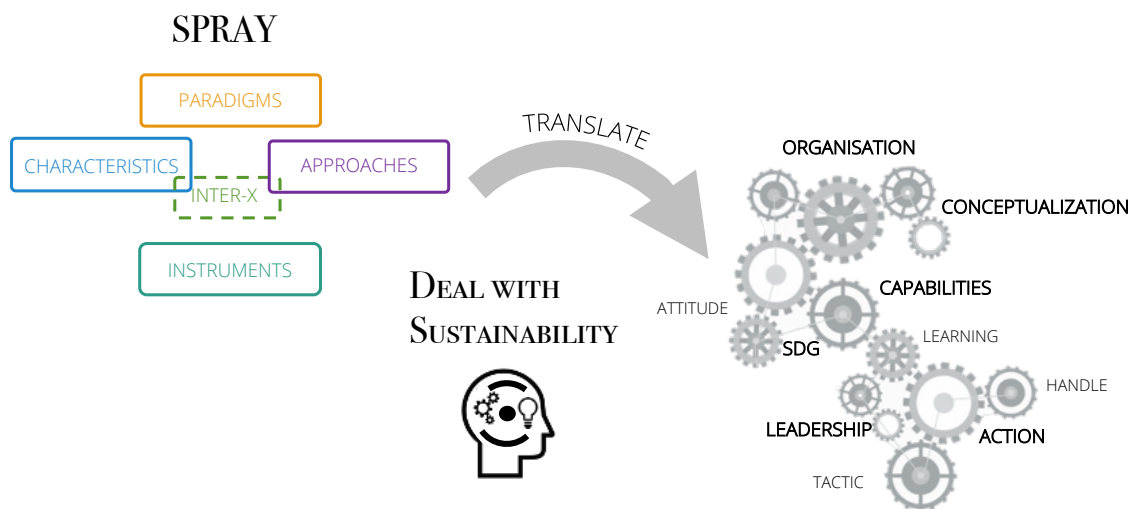 SPRAY
PARADIGMS
CHARACTERISTICS
APPROACHES
INTER-X
INSTRUMENTS
TRANSLATE
DEAL WITH
SUSTAINABILITY
ORGANISATION
CONCEPTUALIZATION
CAPABILITIES
ATTITUDE
SDG
LEARNING
HANDLE
LEADERSHIP
ACTION
TACTIC